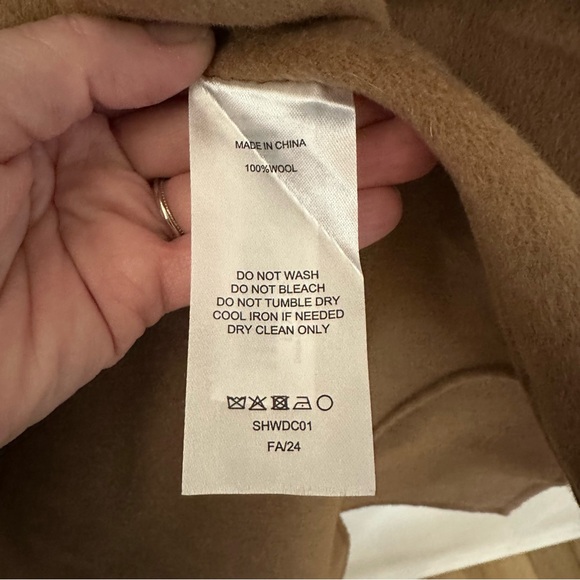 MADE IN CHINA
100%WOOL
DO NOT WASH
DO NOT BLEACH
DO NOT TUMBLE DRY
COOL IRON IF NEEDED
DRY CLEAN ONLY
SHWDC01
FA/24